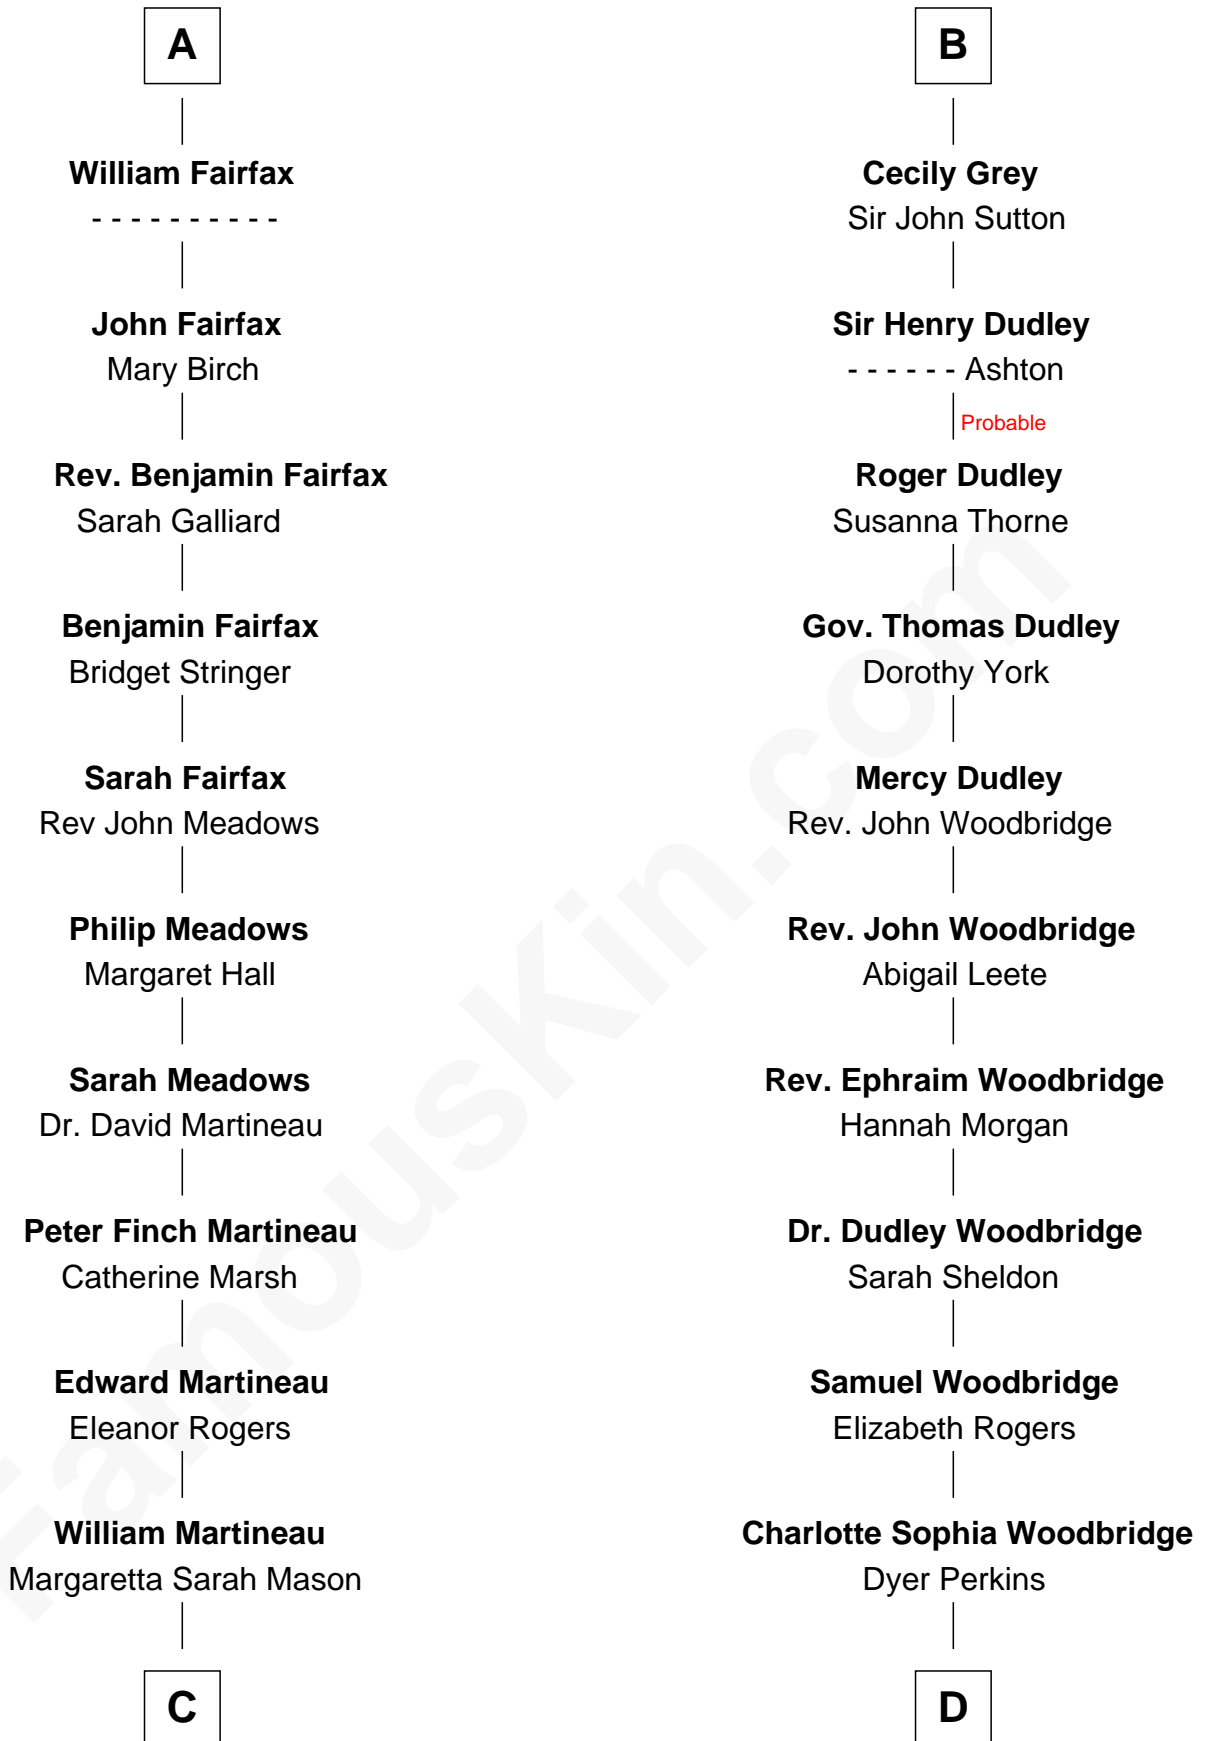 A
William Fairfax
- - - - - - - - - -
John Fairfax
Mary Birch
Rev. Benjamin Fairfax
Sarah Galliard
Benjamin Fairfax
Bridget Stringer
Sarah Fairfax
Rev John Meadows
Philip Meadows
Margaret Hall
Sarah Meadows
Dr. David Martineau
Peter Finch Martineau
Catherine Marsh
Edward Martineau
Eleanor Rogers
William Martineau
Margaretta Sarah Mason
C
B
Cecily Grey
Sir John Sutton
Sir Henry Dudley
- - - - - - Ashton
Probable
Roger Dudley
Susanna Thorne
Gov. Thomas Dudley
Dorothy York
Mercy Dudley
Rev. John Woodbridge
Rev. John Woodbridge
Abigail Leete
Rev. Ephraim Woodbridge
Hannah Morgan
Dr. Dudley Woodbridge
Sarah Sheldon
Samuel Woodbridge
Elizabeth Rogers
Charlotte Sophia Woodbridge
Dyer Perkins
D
FamousKin.com